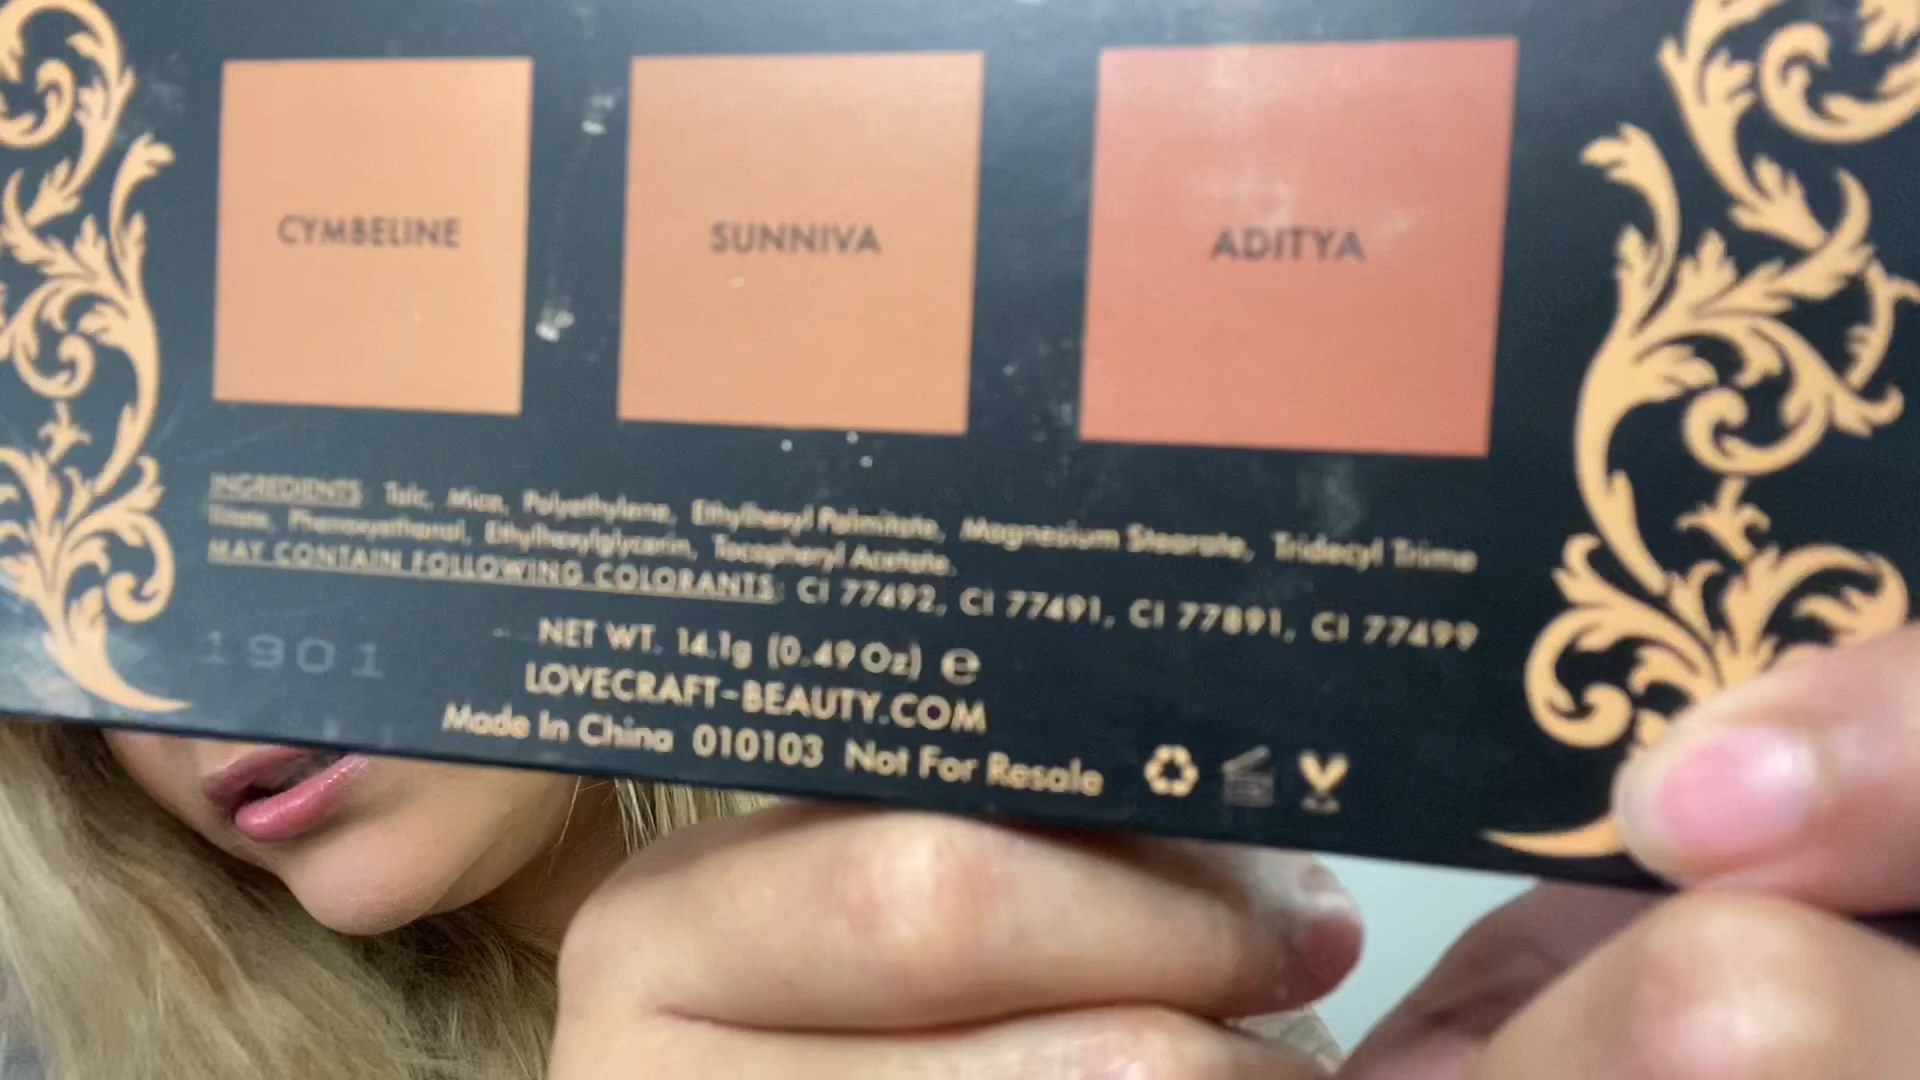 CYMBELINE
SUNNIVA
ADITYA
INGREDIENTS: Talc, Mica, Polyethylene, Ethylhexyl Palmitate, Magnesium Stearate, Tridecyl Trime
llitate, Phenoxyethanol, Ethylhexylglycerin, Tocopheryl Acetate.
MAY CONTAIN FOLLOWING COLORANTS: CI 77492, CI 77491, CI 77891, CI 77499
1901
NET WT. 14.1g (0.49 Oz) ℮
LOVECRAFT-BEAUTY.COM
Made In China 010103 Not For Resale